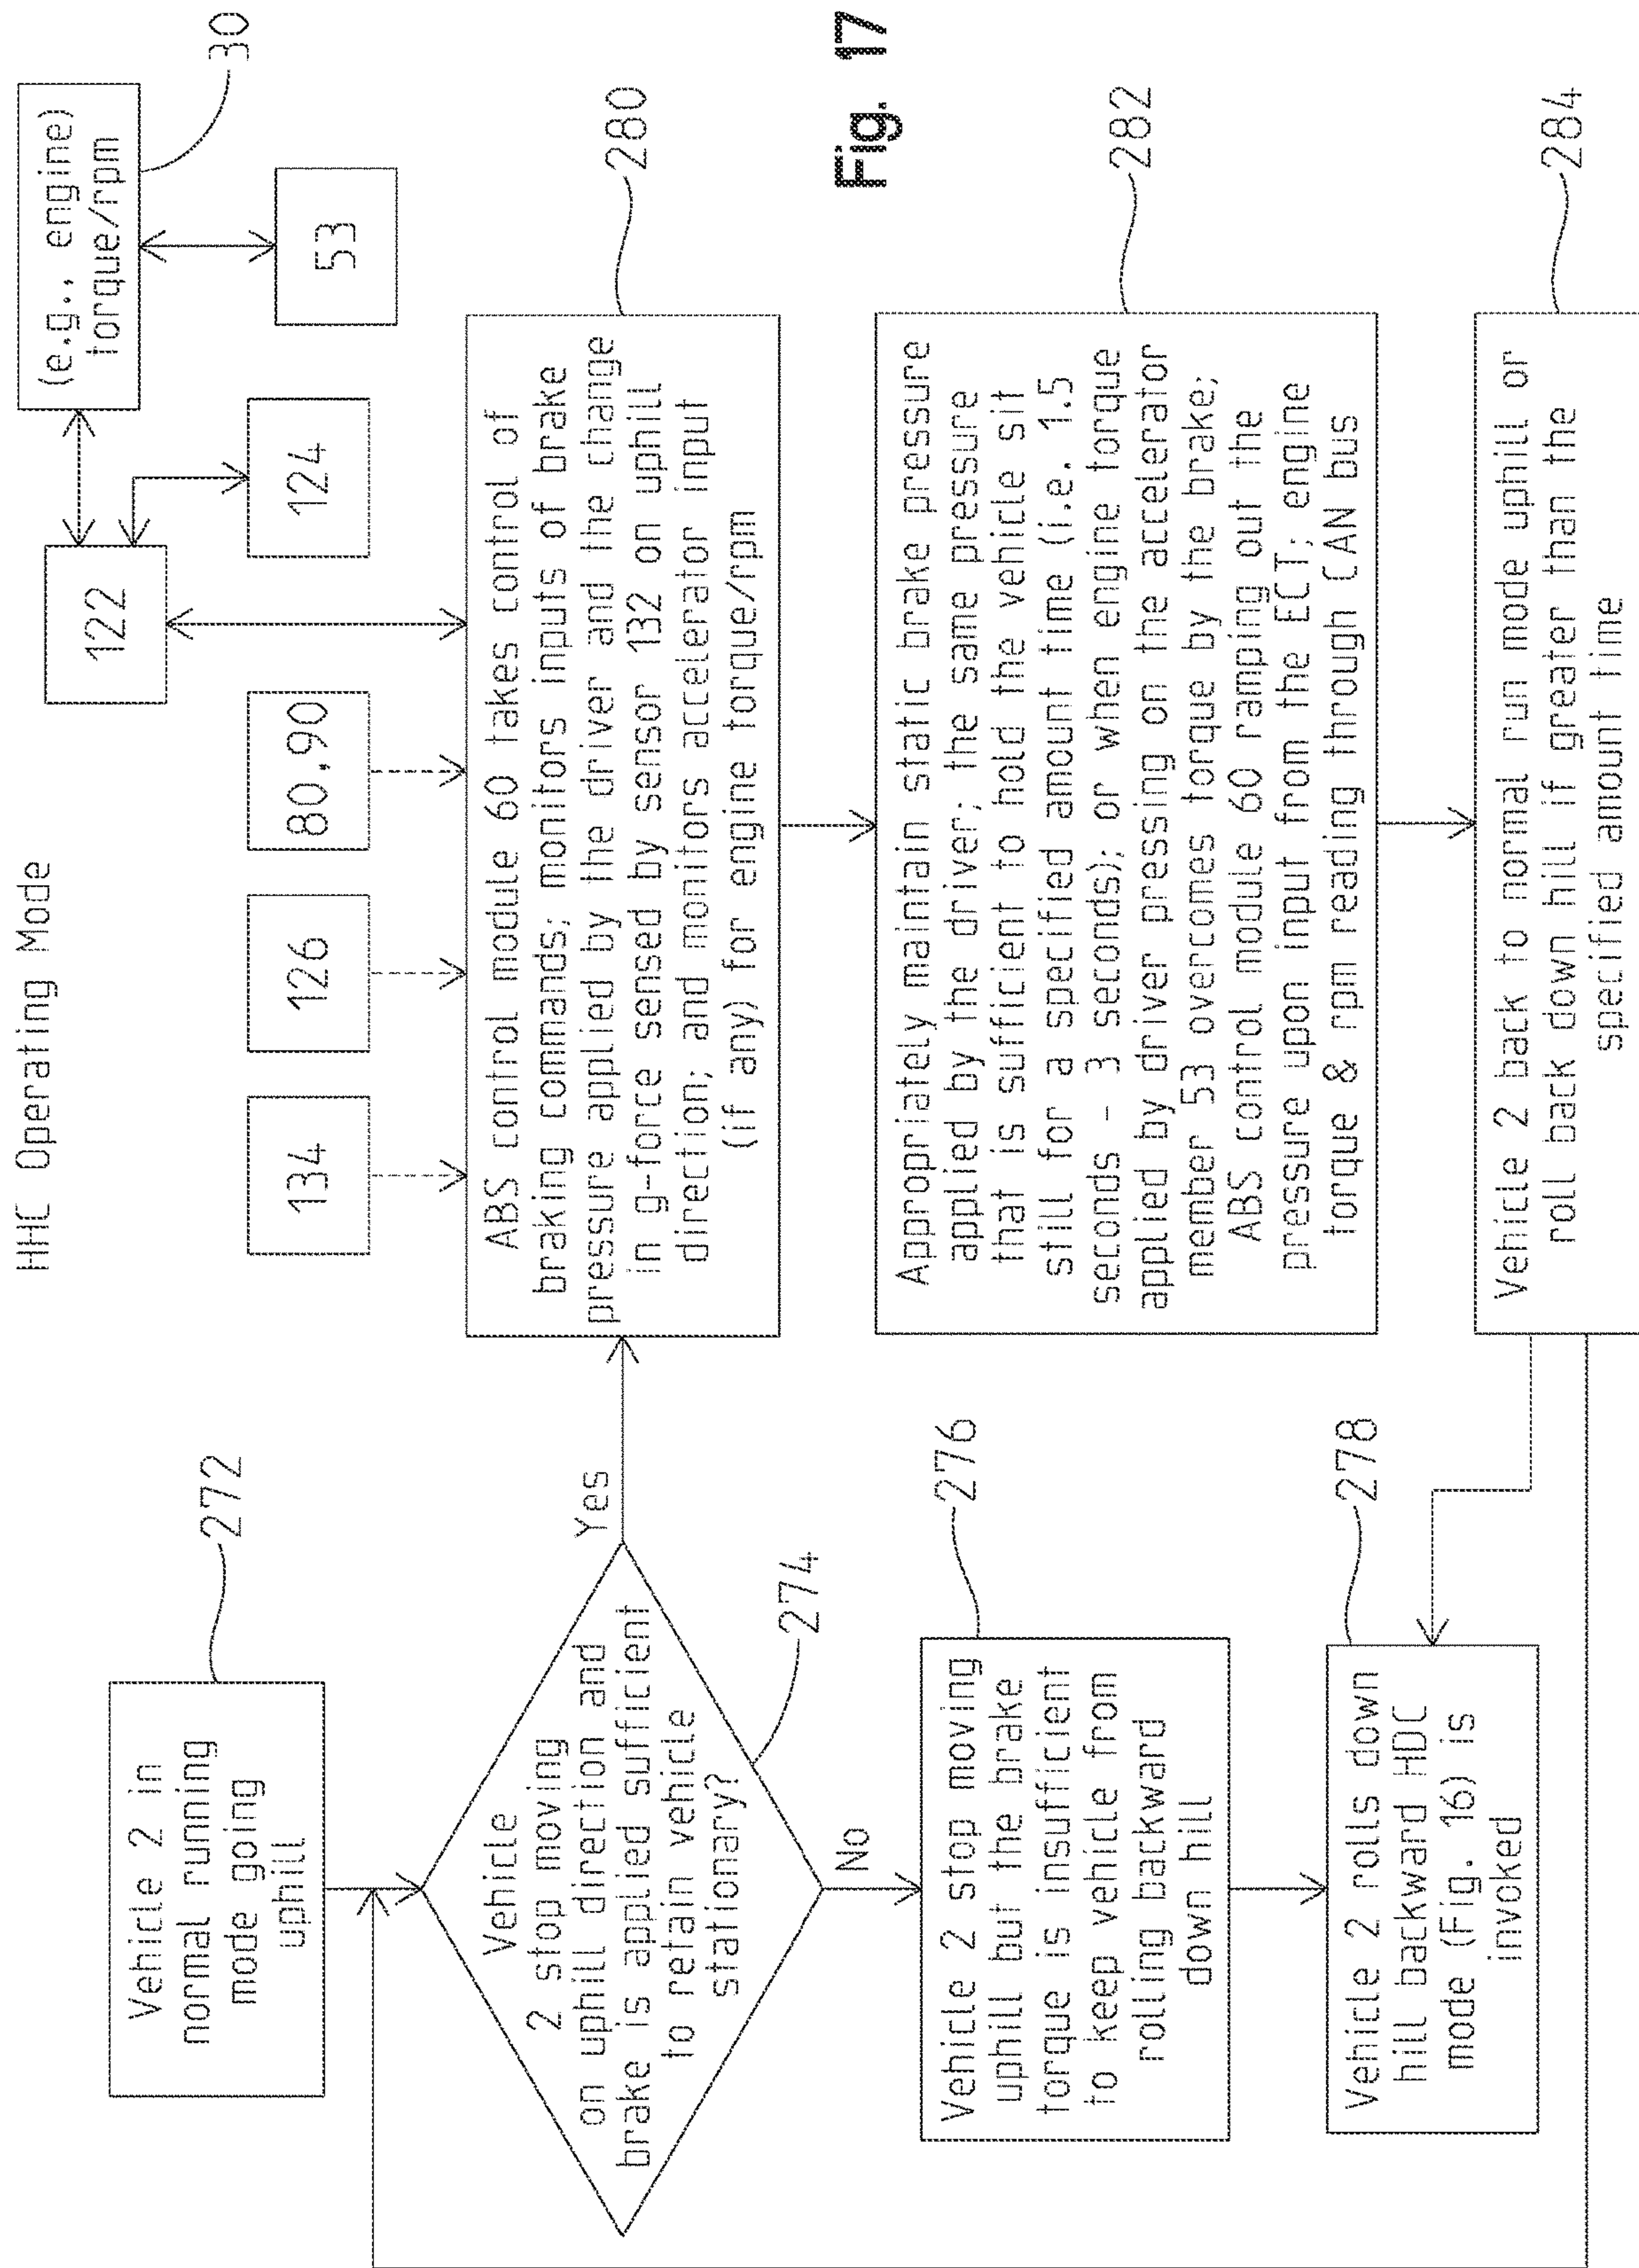 HHC Operating Mode
Vehicle 2 in
normal running
mode going
uphill
272
Vehicle
2 stop moving
on uphill direction and
brake is applied sufficient
to retain vehicle
stationary?
274
Yes
No
Vehicle 2 stop moving
uphill but the brake
torque is insufficient
to keep vehicle from
rolling backward
down hill
276
Vehicle 2 rolls down
hill backward HDC
mode (Fig. 16) is
invoked
278
134
126
80,90
122
124
(e.g., engine)
torque/rpm
30
53
ABS control module 60 takes control of
braking commands; monitors inputs of brake
pressure applied by the driver and the change
in g-force sensed by sensor 132 on uphill
direction; and monitors accelerator input
(if any) for engine torque/rpm
280
Appropriately maintain static brake pressure
applied by the driver; the same pressure
that is sufficient to hold the vehicle sit
still for a specified amount time (i.e. 1.5
seconds - 3 seconds); or when engine torque
applied by driver pressing on the accelerator
member 53 overcomes torque by the brake;
ABS control module 60 ramping out the
pressure upon input from the ECT; engine
torque & rpm reading through CAN bus
282
Vehicle 2 back to normal run mode uphill or
roll back down hill if greater than the
specified amount time
284
Fig. 17